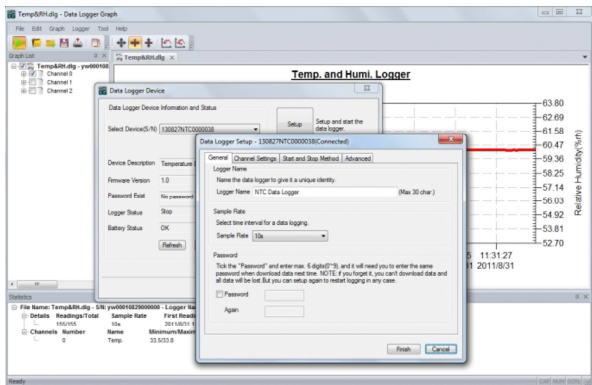 Temp&RH.dlg - Data Logger Graph
File Edit Graph Logger Tool Help
Graph List
Temp&RH.dlg - yw000108
Channel 0
Channel 1
Channel 2
Temp&RH.dlg
Temp. and Humi. Logger
63.80
62.69
61.58
60.47
59.36
58.25
57.14
56.03
54.92
53.81
52.70
Relative Humidity(%rh)
11:31:27
2011/8/31
Data Logger Device
Data Logger Device Information and Status
Select Device(S/N) 130827NTC0000038
Setup
Setup and start the
data logger.
Device Description Temperature
Firmware Version 1.0
Password Exist No password
Logger Status Stop
Battery Status OK
Refresh
Data Logger Setup - 130827NTC0000038(Connected)
General Channel Settings Start and Stop Method Advanced
Logger Name
Name the data logger to give it a unique identity.
Logger Name NTC Data Logger (Max 30 char.)
Sample Rate
Select time interval for a data logging.
Sample Rate 10s
Password
Tick the "Password" and enter max. 6 digits(0~9), and it will need you to enter the same
password when download data next time. NOTE: if you forget it, you can't download data and
all data will be lost.But you can setup again to restart logging in any case.
Password
Again
Finish Cancel
Statistics
File Name: Temp&RH.dlg - S/N: yw00010829000008 - Logger Na
Details Readings/Total Sample Rate First Readi
155/155 10s 2011/8/31 1
Channels Number Name Minimum/Maxim
0 Temp. 33.5/33.8
Ready
CAP NUM SCRL